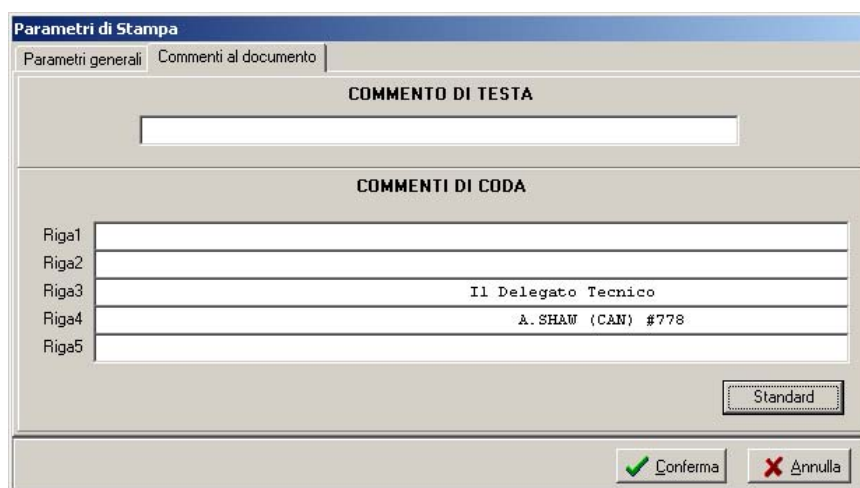 Parametri di Stampa
Parametri generali Commenti al documento
COMMENTO DI TESTA
COMMENTI DI CODA
Riga1
Riga2
Riga3 Il Delegato Tecnico
Riga4 A.SHAW (CAN) #778
Riga5
Standard
Conferma Annulla